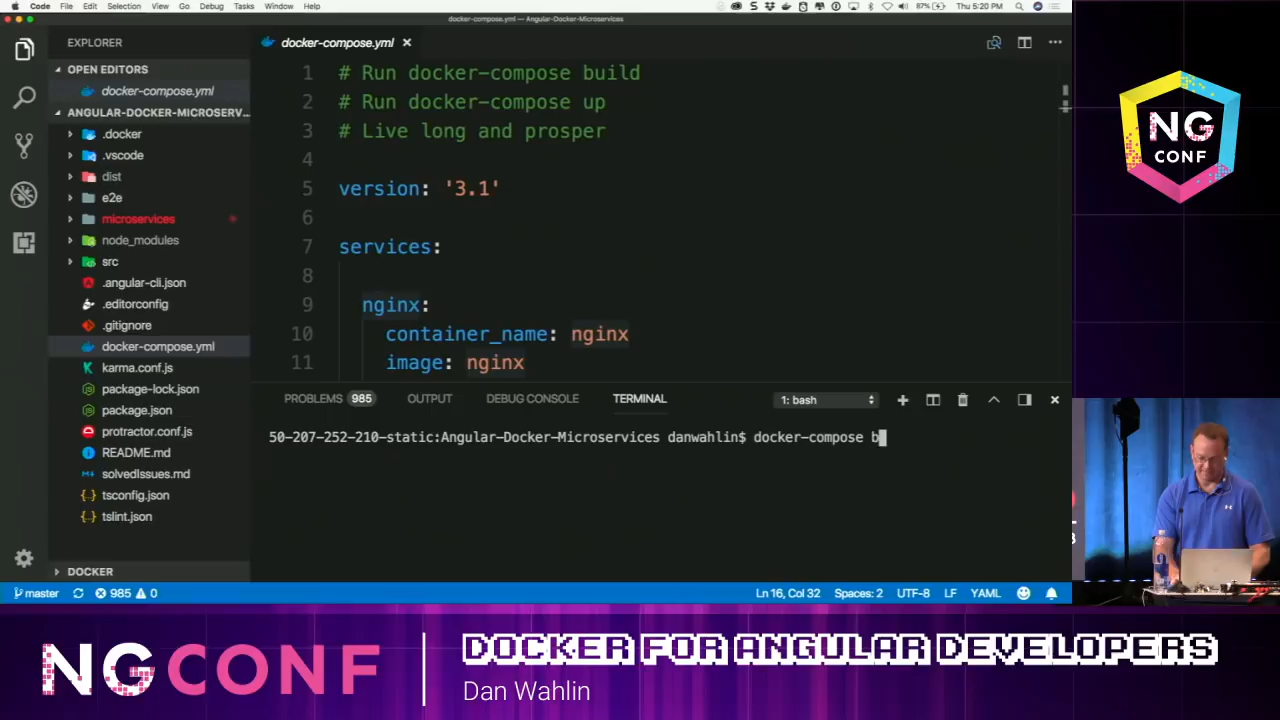 Code File Edit Selection View Go Debug Tasks Window Help
87% Thu 5:20 PM
docker-compose.yml — Angular-Docker-Microservices
EXPLORER
OPEN EDITORS
docker-compose.yml
ANGULAR-DOCKER-MICROSERV...
.docker
.vscode
dist
e2e
microservices
node_modules
src
.angular-cli.json
.editorconfig
.gitignore
docker-compose.yml
karma.conf.js
package-lock.json
package.json
protractor.conf.js
README.md
solvedIssues.md
tsconfig.json
tslint.json
DOCKER
docker-compose.yml
1 # Run docker-compose build
2 # Run docker-compose up
3 # Live long and prosper
4
5 version: '3.1'
6
7 services:
8
9 nginx:
10 container_name: nginx
11 image: nginx
PROBLEMS 985 OUTPUT DEBUG CONSOLE TERMINAL 1: bash
50-207-252-210-static:Angular-Docker-Microservices danwahlin$ docker-compose b
master 985 0 Ln 16, Col 32 Spaces: 2 UTF-8 LF YAML
NG
CONF
NGCONF
DOCKER FOR ANGULAR DEVELOPERS
Dan Wahlin